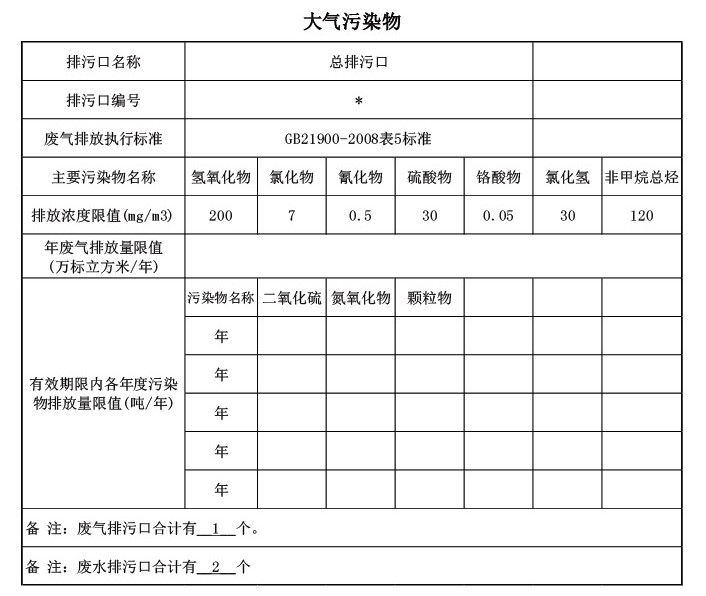 大气污染物
排污口名称 总排污口
排污口编号 *
废气排放执行标准 GB21900-2008表5标准
主要污染物名称 氢氧化物 氯化物 氰化物 硫酸物 铬酸物 氯化氢 非甲烷总烃
排放浓度限值(mg/m3) 200 7 0.5 30 0.05 30 120
年废气排放量限值
(万标立方米/年)
污染物名称 二氧化硫 氮氧化物 颗粒物
年
年
有效期限内各年度污染
物排放量限值(吨/年)
年
年
年
备 注: 废气排污口合计有__1__个。
备 注: 废水排污口合计有__2__个